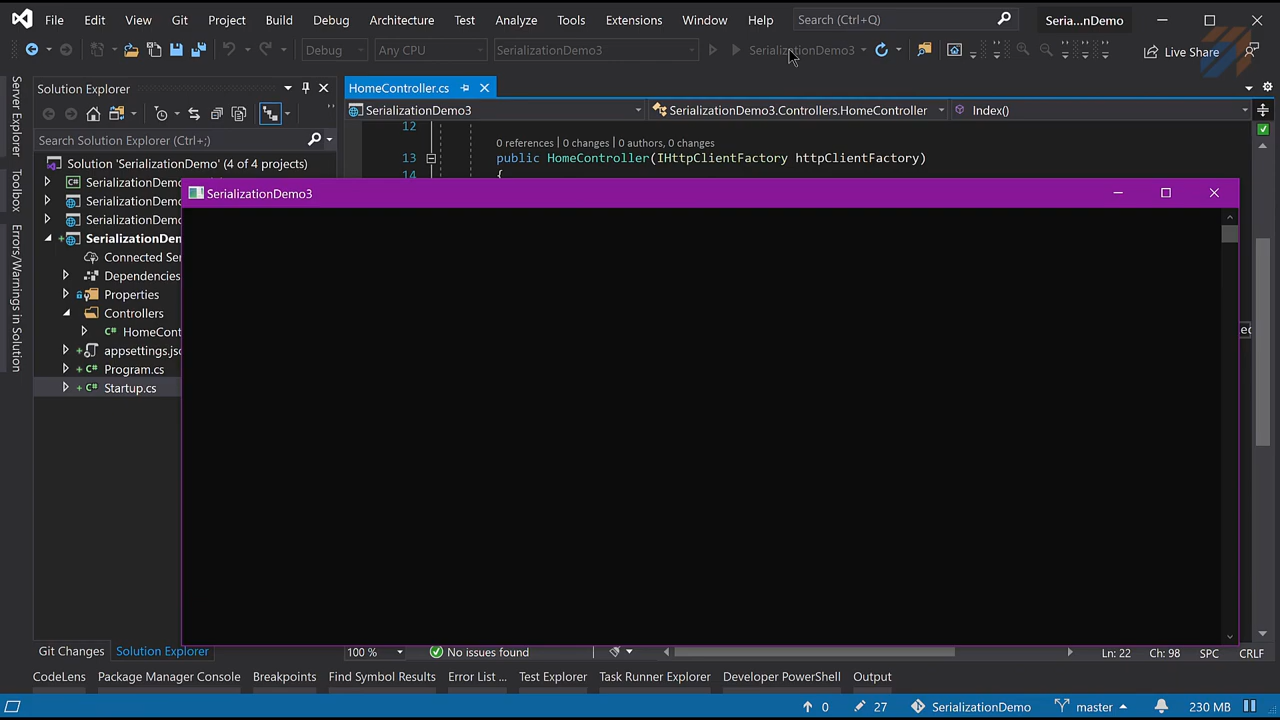 File Edit View Git Project Build Debug Architecture Test Analyze Tools Extensions Window Help Search (Ctrl+Q) Seria...nDemo
Debug Any CPU SerializationDemo3 SerializationDemo3 Live Share
Server Explorer
Toolbox
Errors/Warnings in Solution
Solution Explorer
Search Solution Explorer (Ctrl+;)
Solution 'SerializationDemo' (4 of 4 projects)
SerializationDemo
SerializationDemo
SerializationDemo
SerializationDem
Connected Ser
Dependencies
Properties
Controllers
HomeCont
appsettings.jso
Program.cs
Startup.cs
Git Changes Solution Explorer
HomeController.cs
SerializationDemo3 SerializationDemo3.Controllers.HomeController Index()
12
0 references | 0 changes | 0 authors, 0 changes
13 public HomeController(IHttpClientFactory httpClientFactory)
14 {
SerializationDemo3
100 % No issues found Ln: 22 Ch: 98 SPC CRLF
CodeLens Package Manager Console Breakpoints Find Symbol Results Error List ... Test Explorer Task Runner Explorer Developer PowerShell Output
0 27 SerializationDemo master 230 MB